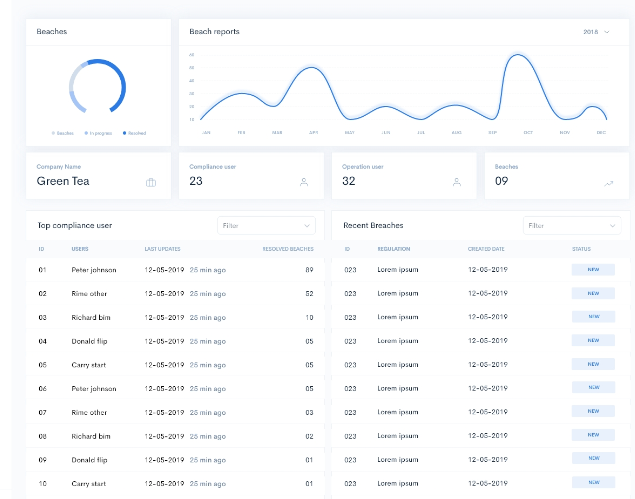 Beaches
Beaches In progress Resolved
Beach reports 2018
60
50
40
30
20
10
JAN FEB MAR APR MAY JUN JUL AUG SEP OCT NOV DEC
Company Name
Green Tea
Compliance user
23
Operation user
32
Beaches
09
Top compliance user Filter
ID USERS LAST UPDATES RESOLVED BEACHES
01 Peter johnson 12-05-2019 25 min ago 89
02 Rime other 12-05-2019 25 min ago 52
03 Richard bim 12-05-2019 25 min ago 10
04 Donald flip 12-05-2019 25 min ago 05
05 Carry start 12-05-2019 25 min ago 05
06 Peter johnson 12-05-2019 25 min ago 05
07 Rime other 12-05-2019 25 min ago 03
08 Richard bim 12-05-2019 25 min ago 02
09 Donald flip 12-05-2019 25 min ago 01
10 Carry start 12-05-2019 25 min ago 01
Recent Breaches Filter
ID REGULATION CREATED DATE STATUS
023 Lorem ipsum 12-05-2019 NEW
023 Lorem ipsum 12-05-2019 NEW
023 Lorem ipsum 12-05-2019 NEW
023 Lorem ipsum 12-05-2019 NEW
023 Lorem ipsum 12-05-2019 NEW
023 Lorem ipsum 12-05-2019 NEW
023 Lorem ipsum 12-05-2019 NEW
023 Lorem ipsum 12-05-2019 NEW
023 Lorem ipsum 12-05-2019 NEW
023 Lorem ipsum 12-05-2019 NEW